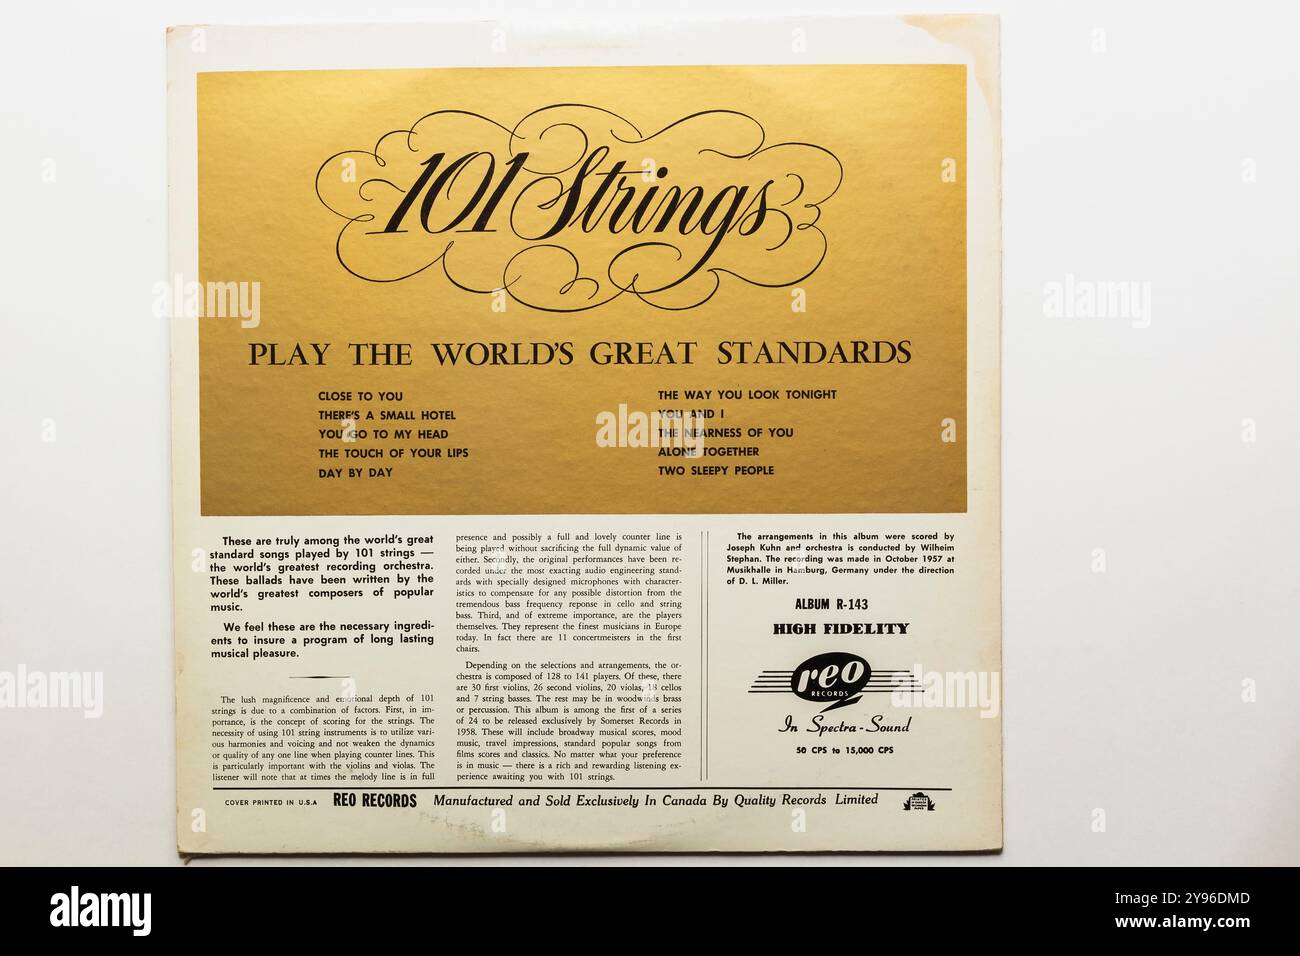 101 Strings
PLAY THE WORLD'S GREAT STANDARDS
CLOSE TO YOU
THERE'S A SMALL HOTEL
YOU GO TO MY HEAD
THE TOUCH OF YOUR LIPS
DAY BY DAY
THE WAY YOU LOOK TONIGHT
YOU AND I
THE NEARNESS OF YOU
ALONE TOGETHER
TWO SLEEPY PEOPLE
These are truly among the world's great
standard songs played by 101 strings —
the world's greatest recording orchestra.
These ballads have been written by the
world's greatest composers of popular
music.
We feel these are the necessary ingredi-
ents to insure a program of long lasting
musical pleasure.
The lush magnificence and emotional depth of 101
strings is due to a combination of factors. First, in im-
portance, is the concept of scoring for the strings. The
necessity of using 101 string instruments is to utilize vari-
ous harmonies and voicing and not weaken the dynamics
or quality of any one line when playing counter lines. This
is particularly important with the violins and violas. The
listener will note that at times the melody line is in full
presence and possibly a full and lovely counter line is
being played without sacrificing the full dynamic value of
either. Secondly, the original performances have been re-
corded under the most exacting audio engineering stand-
ards with specially designed microphones with character-
istics to compensate for any possible distortion from the
tremendous bass frequency reponse in cello and string
bass. Third, and of extreme importance, are the players
themselves. They represent the finest musicians in Europe
today. In fact there are 11 concertmeisters in the first
chairs.
Depending on the selections and arrangements, the or-
chestra is composed of 128 to 141 players. Of these, there
are 30 first violins, 26 second violins, 20 violas, 18 cellos
and 7 string basses. The rest may be in woodwinds brass
or percussion. This album is among the first of a series
of 24 to be released exclusively by Somerset Records in
1958. These will include broadway musical scores, mood
music, travel impressions, standard popular songs from
films scores and classics. No matter what your preference
is in music — there is a rich and rewarding listening ex-
perience awaiting you with 101 strings.
The arrangements in this album were scored by
Joseph Kuhn and orchestra is conducted by Wilheim
Stephan. The recording was made in October 1957 at
Musikhalle in Hamburg, Germany under the direction
of D. L. Miller.
ALBUM R-143
HIGH FIDELITY
reo
RECORDS
In Spectra-Sound
50 CPS to 15,000 CPS
COVER PRINTED IN U.S.A REO RECORDS Manufactured and Sold Exclusively In Canada By Quality Records Limited
alamy
alamy
alamy
alamy
alamy
alamy
Image ID: 2Y96DMD
www.alamy.com